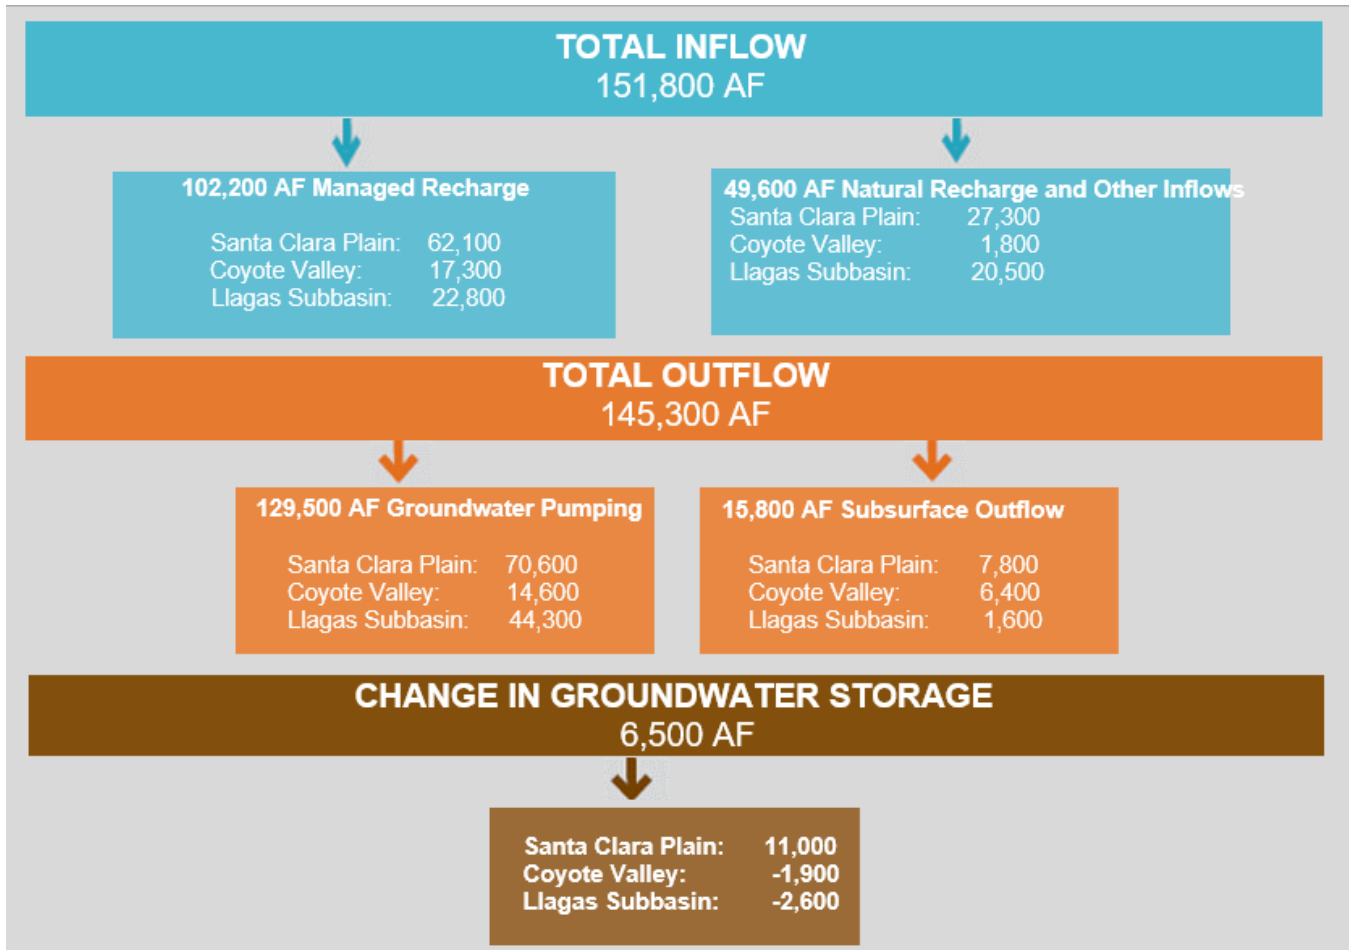 TOTAL INFLOW
151,800 AF
102,200 AF Managed Recharge
Santa Clara Plain: 62,100
Coyote Valley: 17,300
Llagas Subbasin: 22,800
49,600 AF Natural Recharge and Other Inflows
Santa Clara Plain: 27,300
Coyote Valley: 1,800
Llagas Subbasin: 20,500
TOTAL OUTFLOW
145,300 AF
129,500 AF Groundwater Pumping
Santa Clara Plain: 70,600
Coyote Valley: 14,600
Llagas Subbasin: 44,300
15,800 AF Subsurface Outflow
Santa Clara Plain: 7,800
Coyote Valley: 6,400
Llagas Subbasin: 1,600
CHANGE IN GROUNDWATER STORAGE
6,500 AF
Santa Clara Plain: 11,000
Coyote Valley: -1,900
Llagas Subbasin: -2,600